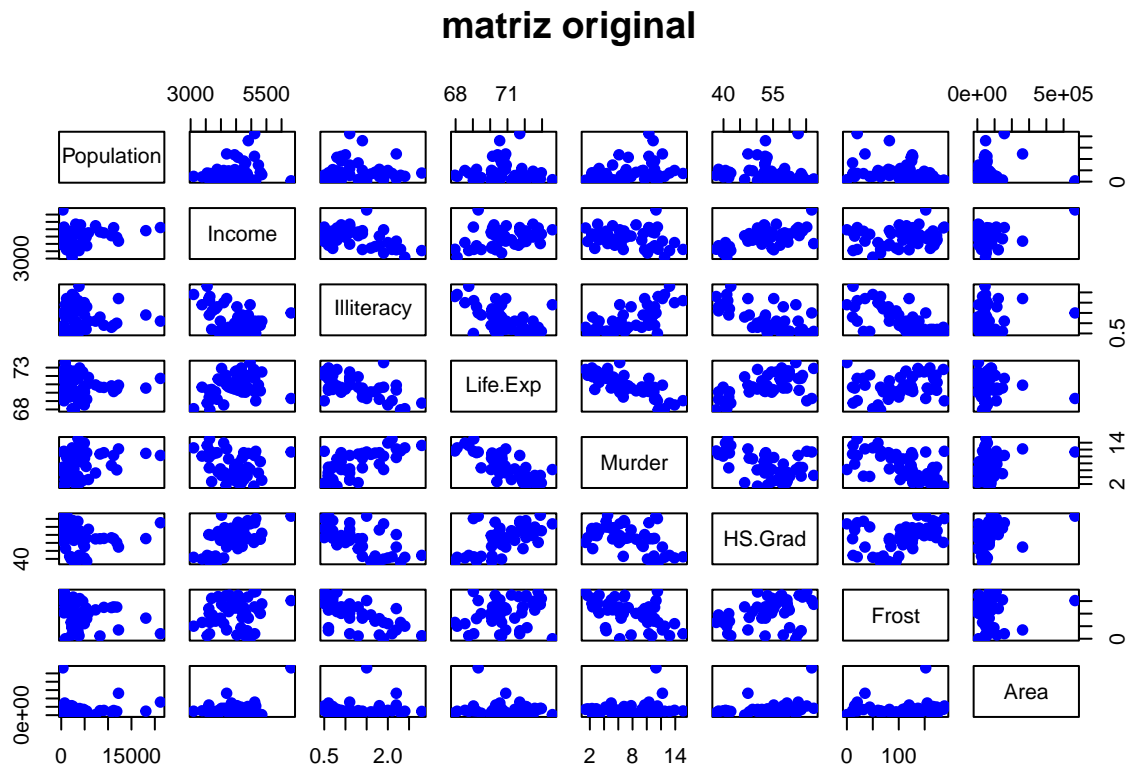 matriz original
3000 5500 68 71 40 55 0e+00 5e+05
Population 0
3000 Income
Illiteracy 0.5
68 73 Life.Exp
Murder 2 14
40 HS.Grad
Frost 0
0e+00 Area
0 15000 0.5 2.0 2 8 14 0 100